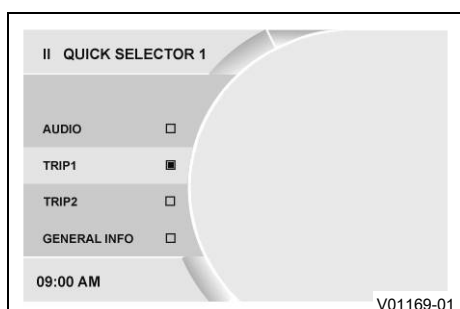 II QUICK SELECTOR 1
AUDIO
TRIP1
TRIP2
GENERAL INFO
09:00 AM
V01169-01